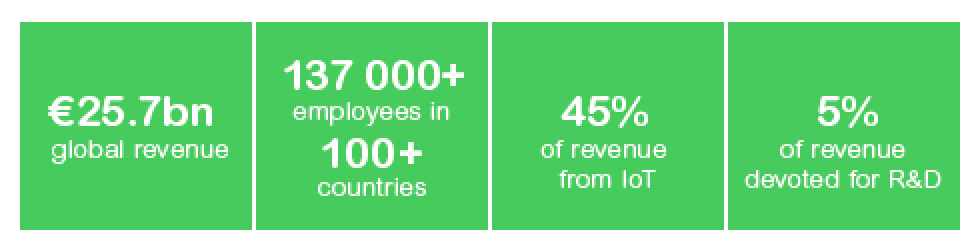 €25.7bn
global revenue
137 000+
employees in
100+
countries
45%
of revenue
from IoT
5%
of revenue
devoted for R&D